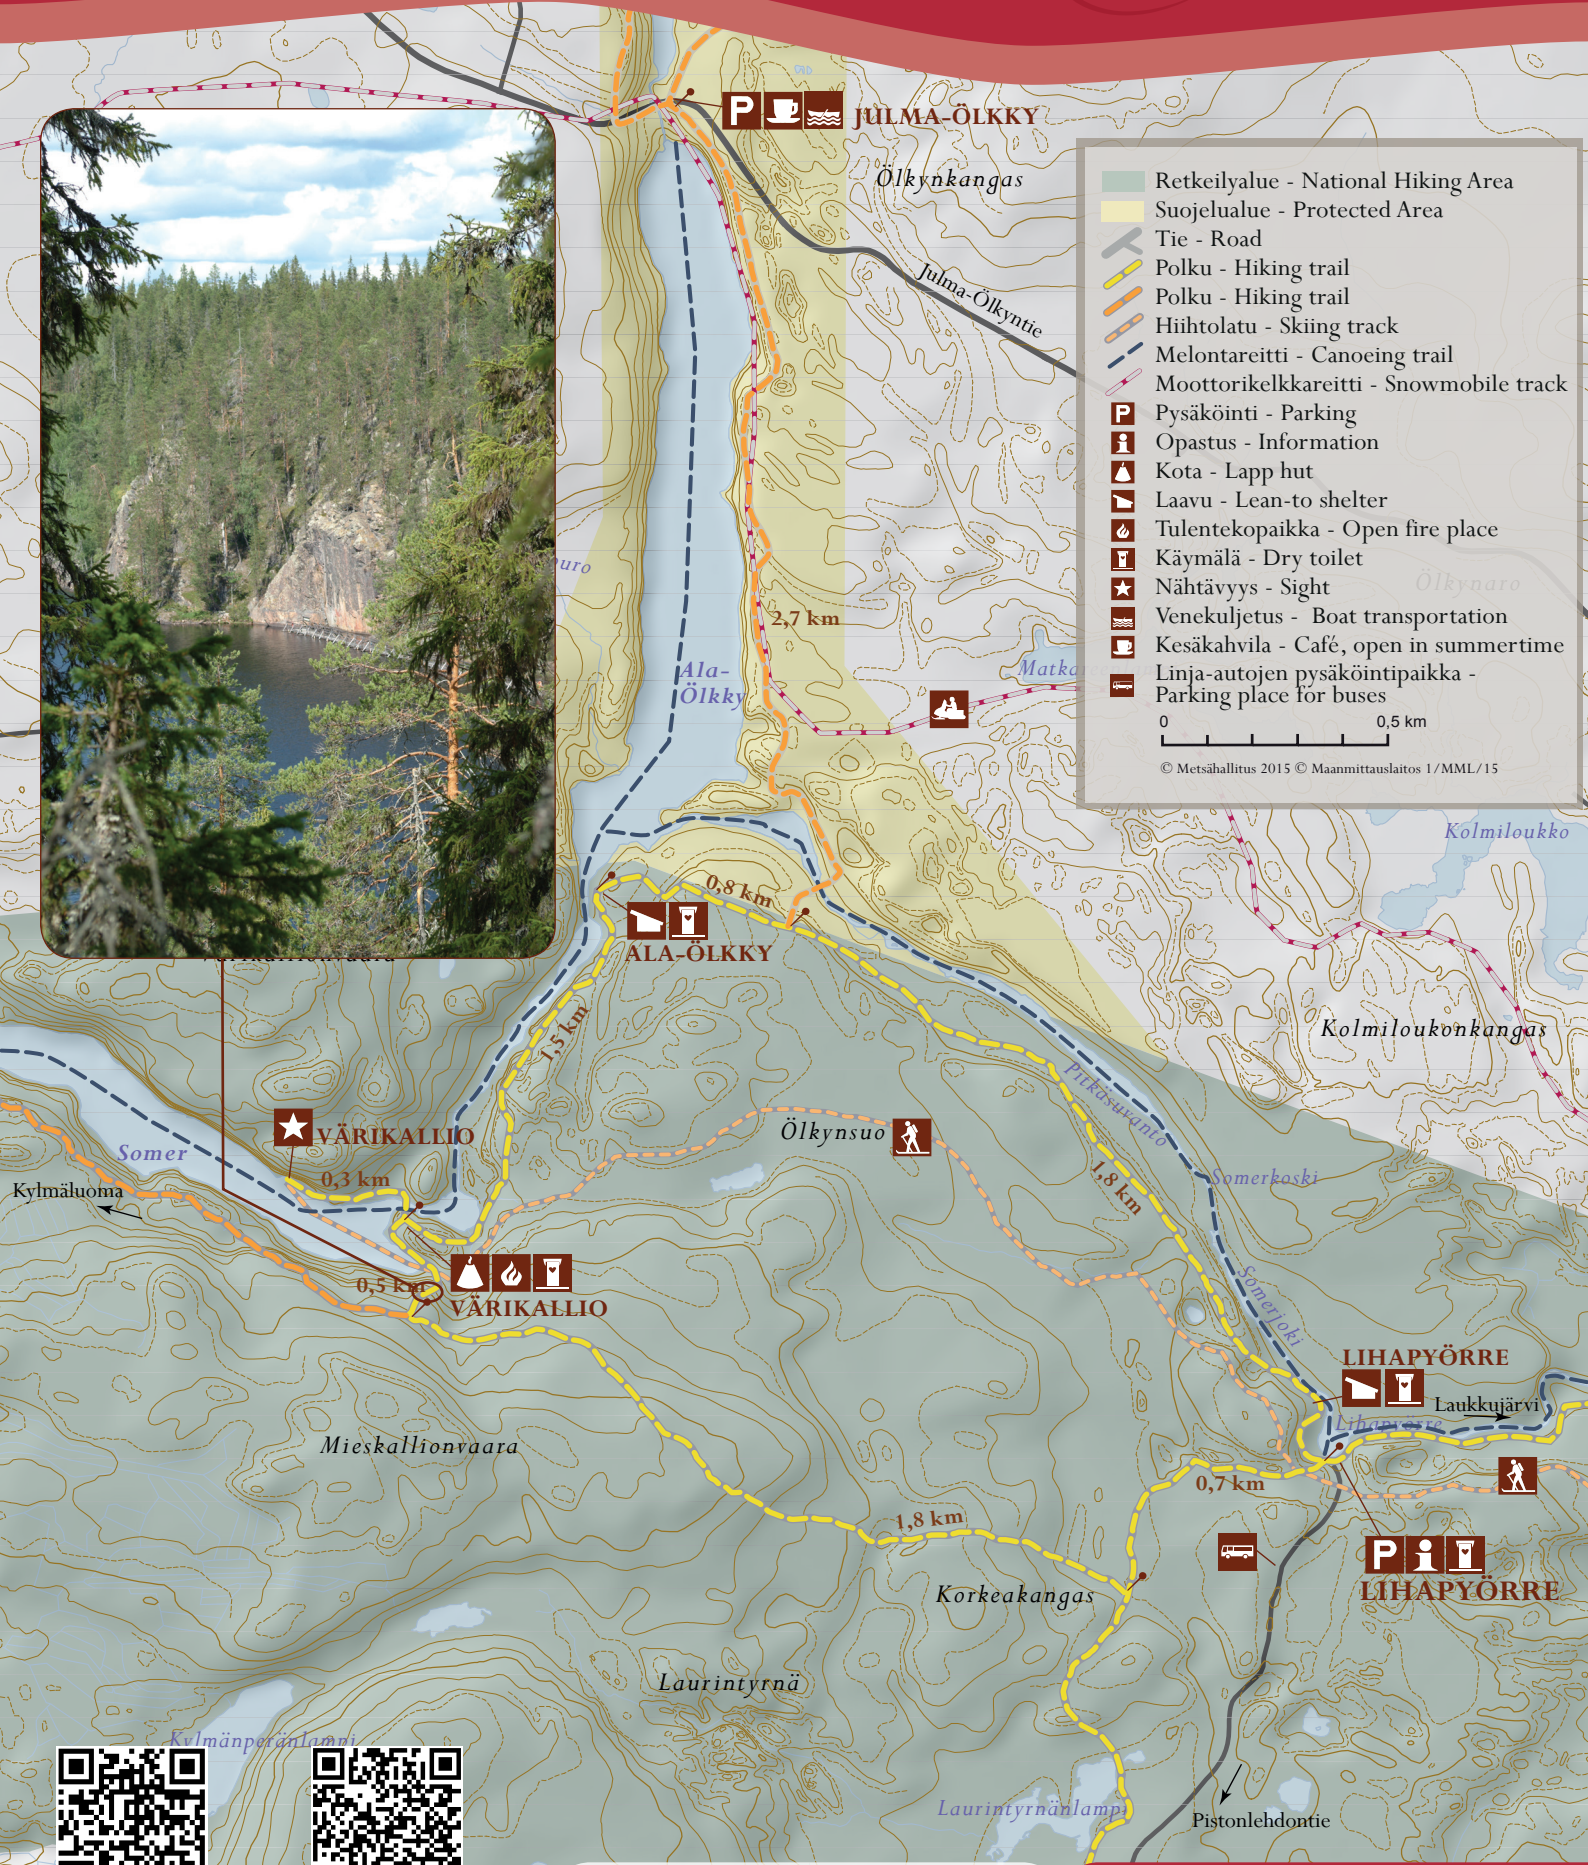 P
JULMA-ÖLKKY
Ölkynkangas
Julma-Ölkyntie
Retkeilyalue - National Hiking Area
Suojelualue - Protected Area
Tie - Road
Polku - Hiking trail
Polku - Hiking trail
Hiihtolatu - Skiing track
Melontareitti - Canoeing trail
Moottorikelkkareitti - Snowmobile track
P Pysäköinti - Parking
i Opastus - Information
Kota - Lapp hut
Laavu - Lean-to shelter
Tulentekopaikka - Open fire place
Käymälä - Dry toilet
Nähtävyys - Sight
Venekuljetus - Boat transportation
Kesäkahvila - Café, open in summertime
Linja-autojen pysäköintipaikka -
Parking place for buses
0 0,5 km
© Metsähallitus 2015 © Maanmittauslaitos 1/MML/15
Ölkynaro
2,7 km
Ala-
Ölkky
Kolmiloukko
0,8 km
ALA-ÖLKKY
1,5 km
Kolmiloukonkangas
Pitkäsuvanto
Ölkynsuo
VÄRIKALLIO
Somer
0,3 km
Kylmäluoma
1,8 km
Somerkoski
0,5 km
VÄRIKALLIO
Somerjoki
LIHAPYÖRRE
Laukkujärvi
Lihapyörre
Mieskallionvaara
0,7 km
1,8 km
P i
LIHAPYÖRRE
Korkeakangas
Laurintyrnä
Kylmänperänlampi
Laurintyrnänlampi
Pistonlehdontie